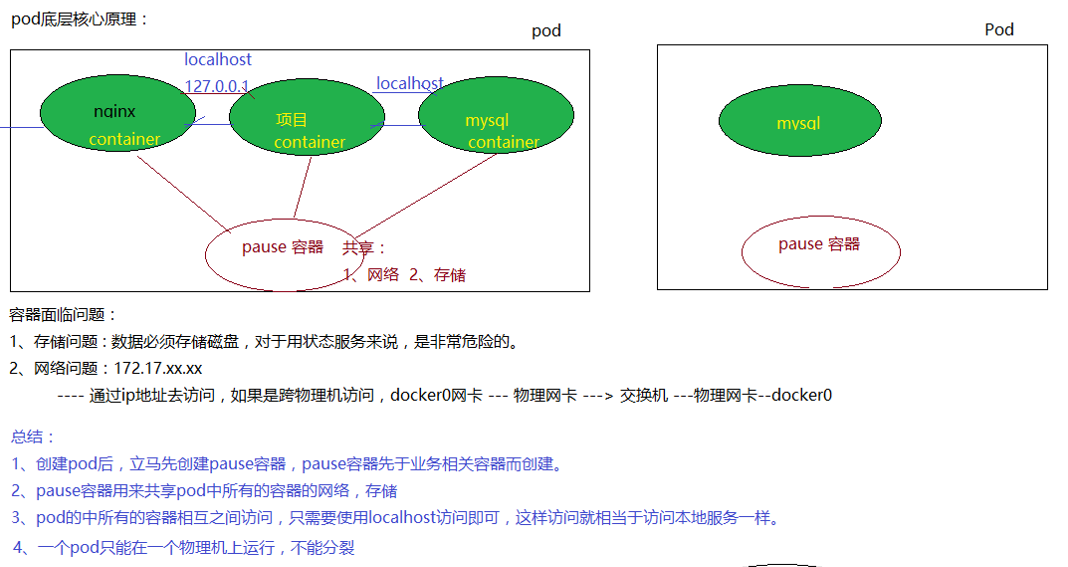 pod底层核心原理：
pod
Pod
localhost
127.0.0.1
localhost
nginx
container
项目
container
mysql
container
mysql
pause 容器
共享：
1、网络 2、存储
pause 容器
容器面临问题：
1、存储问题：数据必须存储磁盘，对于用状态服务来说，是非常危险的。
2、网络问题：172.17.xx.xx
---- 通过ip地址去访问，如果是跨物理机访问，docker0网卡 --- 物理网卡 ---> 交换机 ---物理网卡--docker0
总结：
1、创建pod后，立马先创建pause容器，pause容器先于业务相关容器而创建。
2、pause容器用来共享pod中所有的容器的网络，存储
3、pod的中所有的容器相互之间访问，只需要使用localhost访问即可，这样访问就相当于访问本地服务一样。
4、一个pod只能在一个物理机上运行，不能分裂